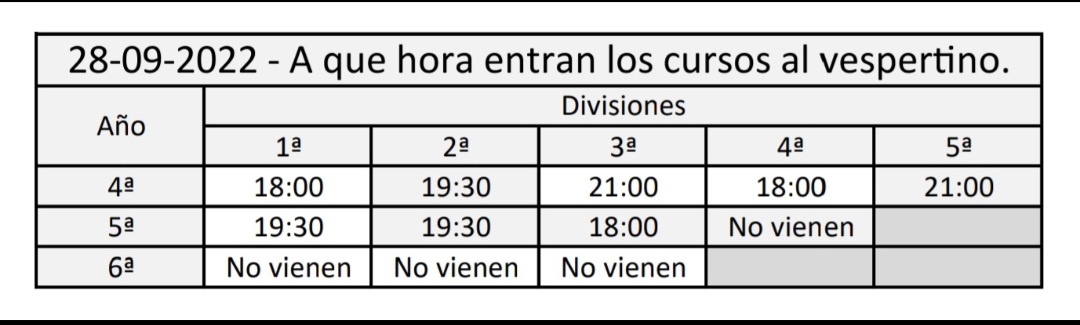 28-09-2022 - A que hora entran los cursos al vespertino.
Año
Divisiones
1ª 2ª 3ª 4ª 5ª
4ª 18:00 19:30 21:00 18:00 21:00
5ª 19:30 19:30 18:00 No vienen
6ª No vienen No vienen No vienen